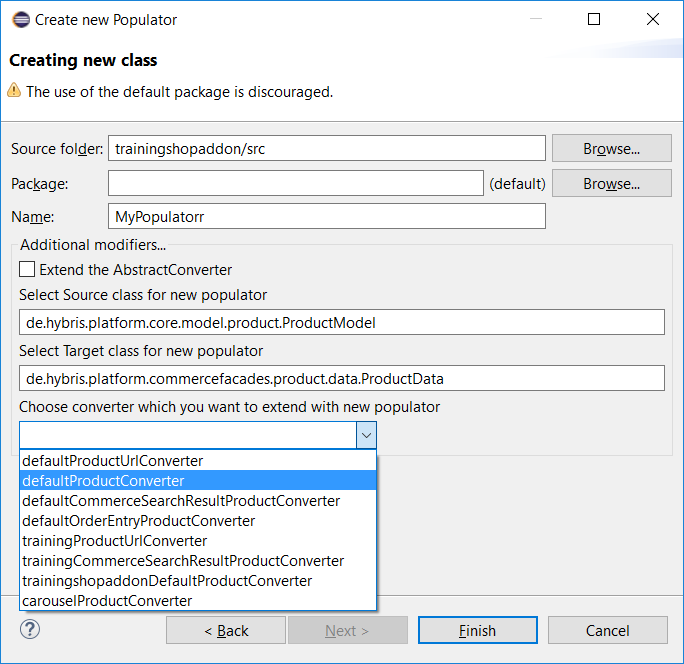 Create new Populator
Creating new class
The use of the default package is discouraged.
Source folder: trainingshopaddon/src Browse...
Package: (default) Browse...
Name: MyPopulatorr
Additional modifiers...
Extend the AbstractConverter
Select Source class for new populator
de.hybris.platform.core.model.product.ProductModel
Select Target class for new populator
de.hybris.platform.commercefacades.product.data.ProductData
Choose converter which you want to extend with new populator
defaultProductUrlConverter
defaultProductConverter
defaultCommerceSearchResultProductConverter
defaultOrderEntryProductConverter
trainingProductUrlConverter
trainingCommerceSearchResultProductConverter
trainingshopaddonDefaultProductConverter
carouselProductConverter
? < Back Next > Finish Cancel